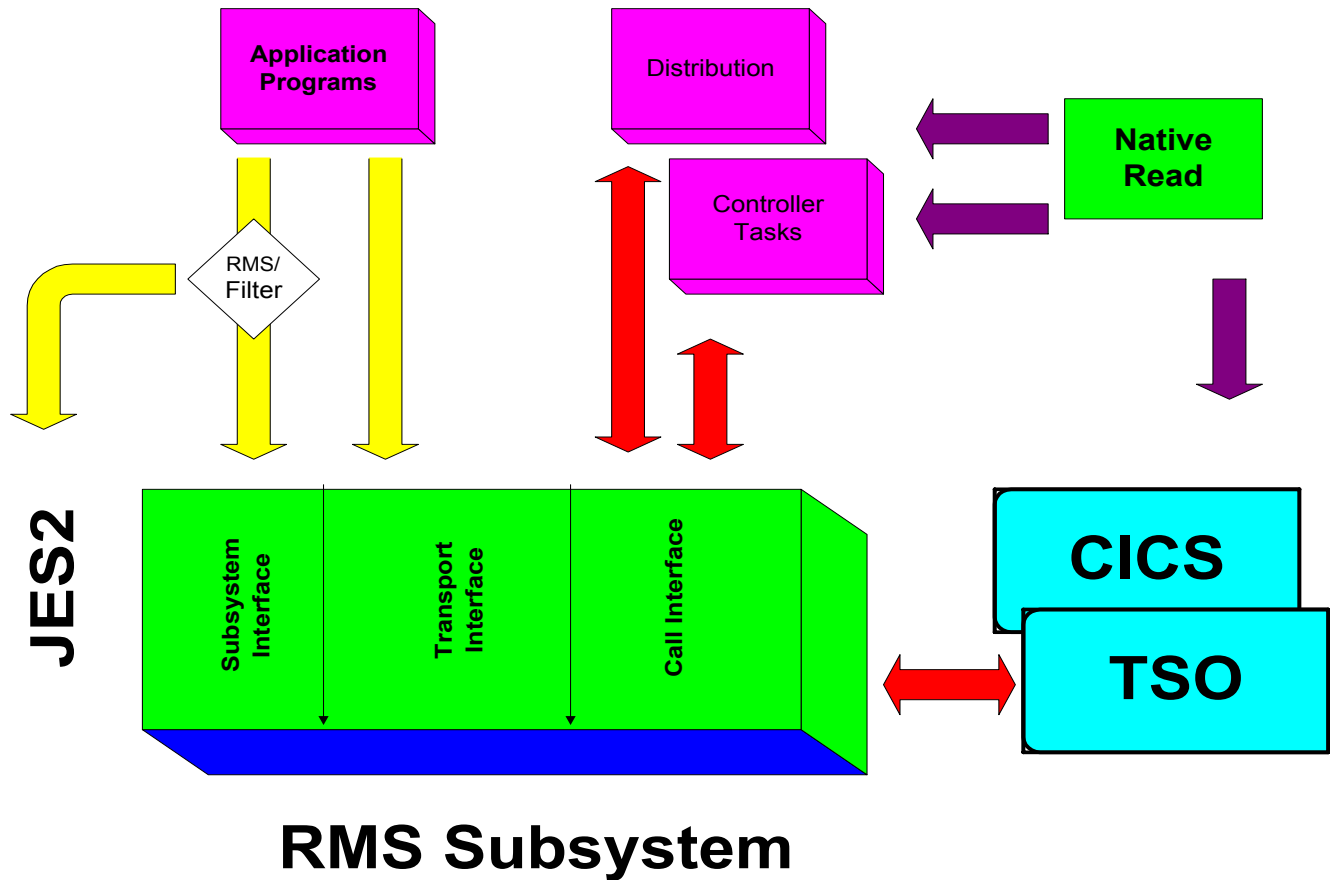 Application
Programs
Distribution
Native
Read
Controller
Tasks
RMS/
Filter
JES2
Subsystem
Interface
Transport
Interface
Call Interface
CICS
TSO
RMS Subsystem